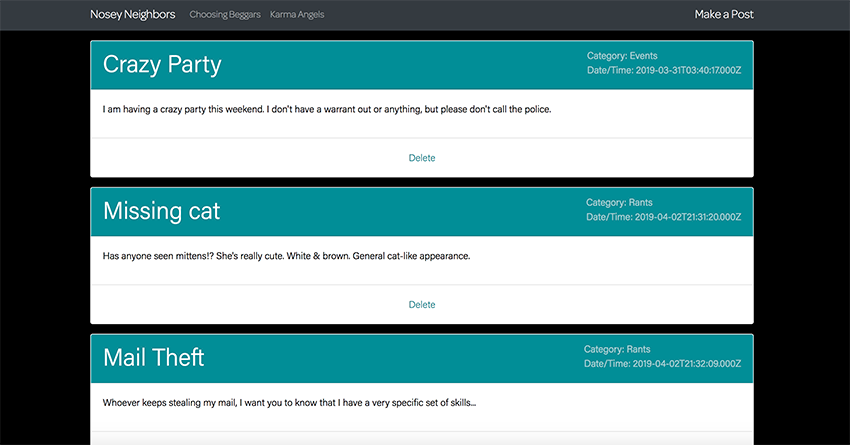 Nosey Neighbors Choosing Beggars Karma Angels Make a Post
Crazy Party
Category: Events
Date/Time: 2019-03-31T03:40:17.000Z
I am having a crazy party this weekend. I don't have a warrant out or anything, but please don't call the police.
Delete
Missing cat
Category: Rants
Date/Time: 2019-04-02T21:31:20.000Z
Has anyone seen mittens!? She's really cute. White & brown. General cat-like appearance.
Delete
Mail Theft
Category: Rants
Date/Time: 2019-04-02T21:32:09.000Z
Whoever keeps stealing my mail, I want you to know that I have a very specific set of skills...